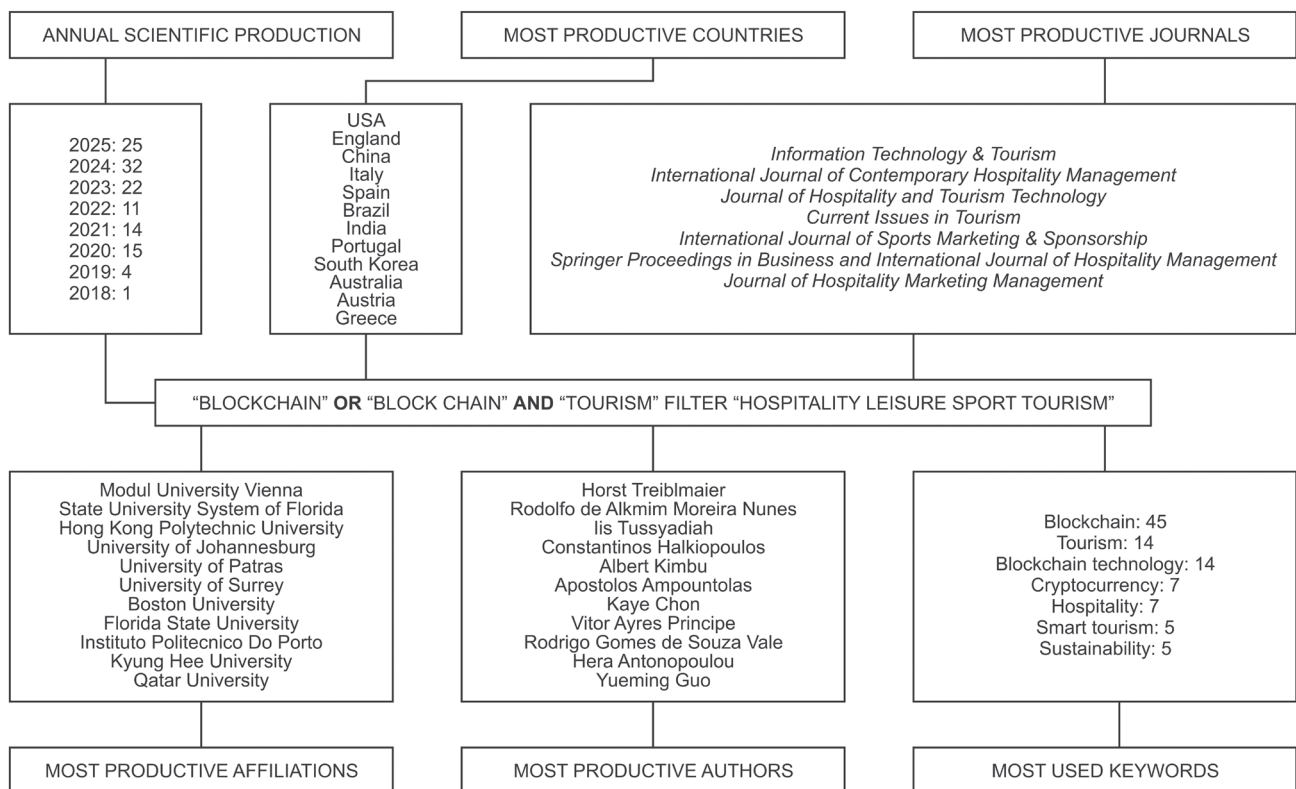 ANNUAL SCIENTIFIC PRODUCTION
MOST PRODUCTIVE COUNTRIES
MOST PRODUCTIVE JOURNALS
2025: 25
2024: 32
2023: 22
2022: 11
2021: 14
2020: 15
2019: 4
2018: 1
USA
England
China
Italy
Spain
Brazil
India
Portugal
South Korea
Australia
Austria
Greece
Information Technology & Tourism
International Journal of Contemporary Hospitality Management
Journal of Hospitality and Tourism Technology
Current Issues in Tourism
International Journal of Sports Marketing & Sponsorship
Springer Proceedings in Business and International Journal of Hospitality Management
Journal of Hospitality Marketing Management
“BLOCKCHAIN” OR “BLOCK CHAIN” AND “TOURISM” FILTER “HOSPITALITY LEISURE SPORT TOURISM”
Modul University Vienna
State University System of Florida
Hong Kong Polytechnic University
University of Johannesburg
University of Patras
University of Surrey
Boston University
Florida State University
Instituto Politecnico Do Porto
Kyung Hee University
Qatar University
Horst Treiblmaier
Rodolfo de Alkmim Moreira Nunes
Iis Tussyadiah
Constantinos Halkiopoulos
Albert Kimbu
Apostolos Ampountolas
Kaye Chon
Vitor Ayres Principe
Rodrigo Gomes de Souza Vale
Hera Antonopoulou
Yueming Guo
Blockchain: 45
Tourism: 14
Blockchain technology: 14
Cryptocurrency: 7
Hospitality: 7
Smart tourism: 5
Sustainability: 5
MOST PRODUCTIVE AFFILIATIONS
MOST PRODUCTIVE AUTHORS
MOST USED KEYWORDS